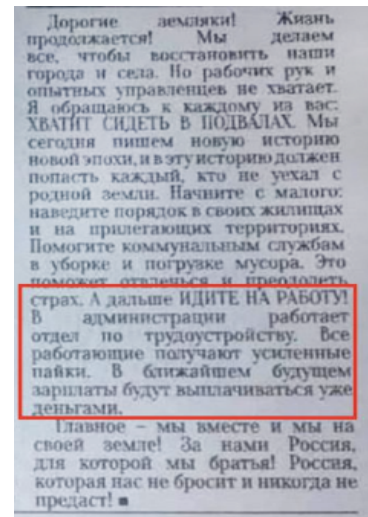 Дорогие земляки! Жизнь
продолжается! Мы делаем
все, чтобы восстановить наши
города и села. Но рабочих рук и
опытных управленцев не хватает.
Я обращаюсь к каждому из вас:
ХВАТИТ СИДЕТЬ В ПОДВАЛАХ. Мы
сегодня пишем новую историю
новой эпохи, и в эту историю должен
попасть каждый, кто не уехал с
родной земли. Начните с малого:
наведите порядок в своих жилищах
и на прилегающих территориях.
Помогите коммунальным службам
в уборке и погрузке мусора. Это
поможет отвлечься и преодолеть
страх. А дальше ИДИТЕ НА РАБОТУ!
В администрации работает
отдел по трудоустройству. Все
работающие получают усиленные
пайки. В ближайшем будущем
зарплаты будут выплачиваться уже
деньгами.
Главное – мы вместе и мы на
своей земле! За нами Россия,
для которой мы братья! Россия,
которая нас не бросит и никогда не
предаст! ■